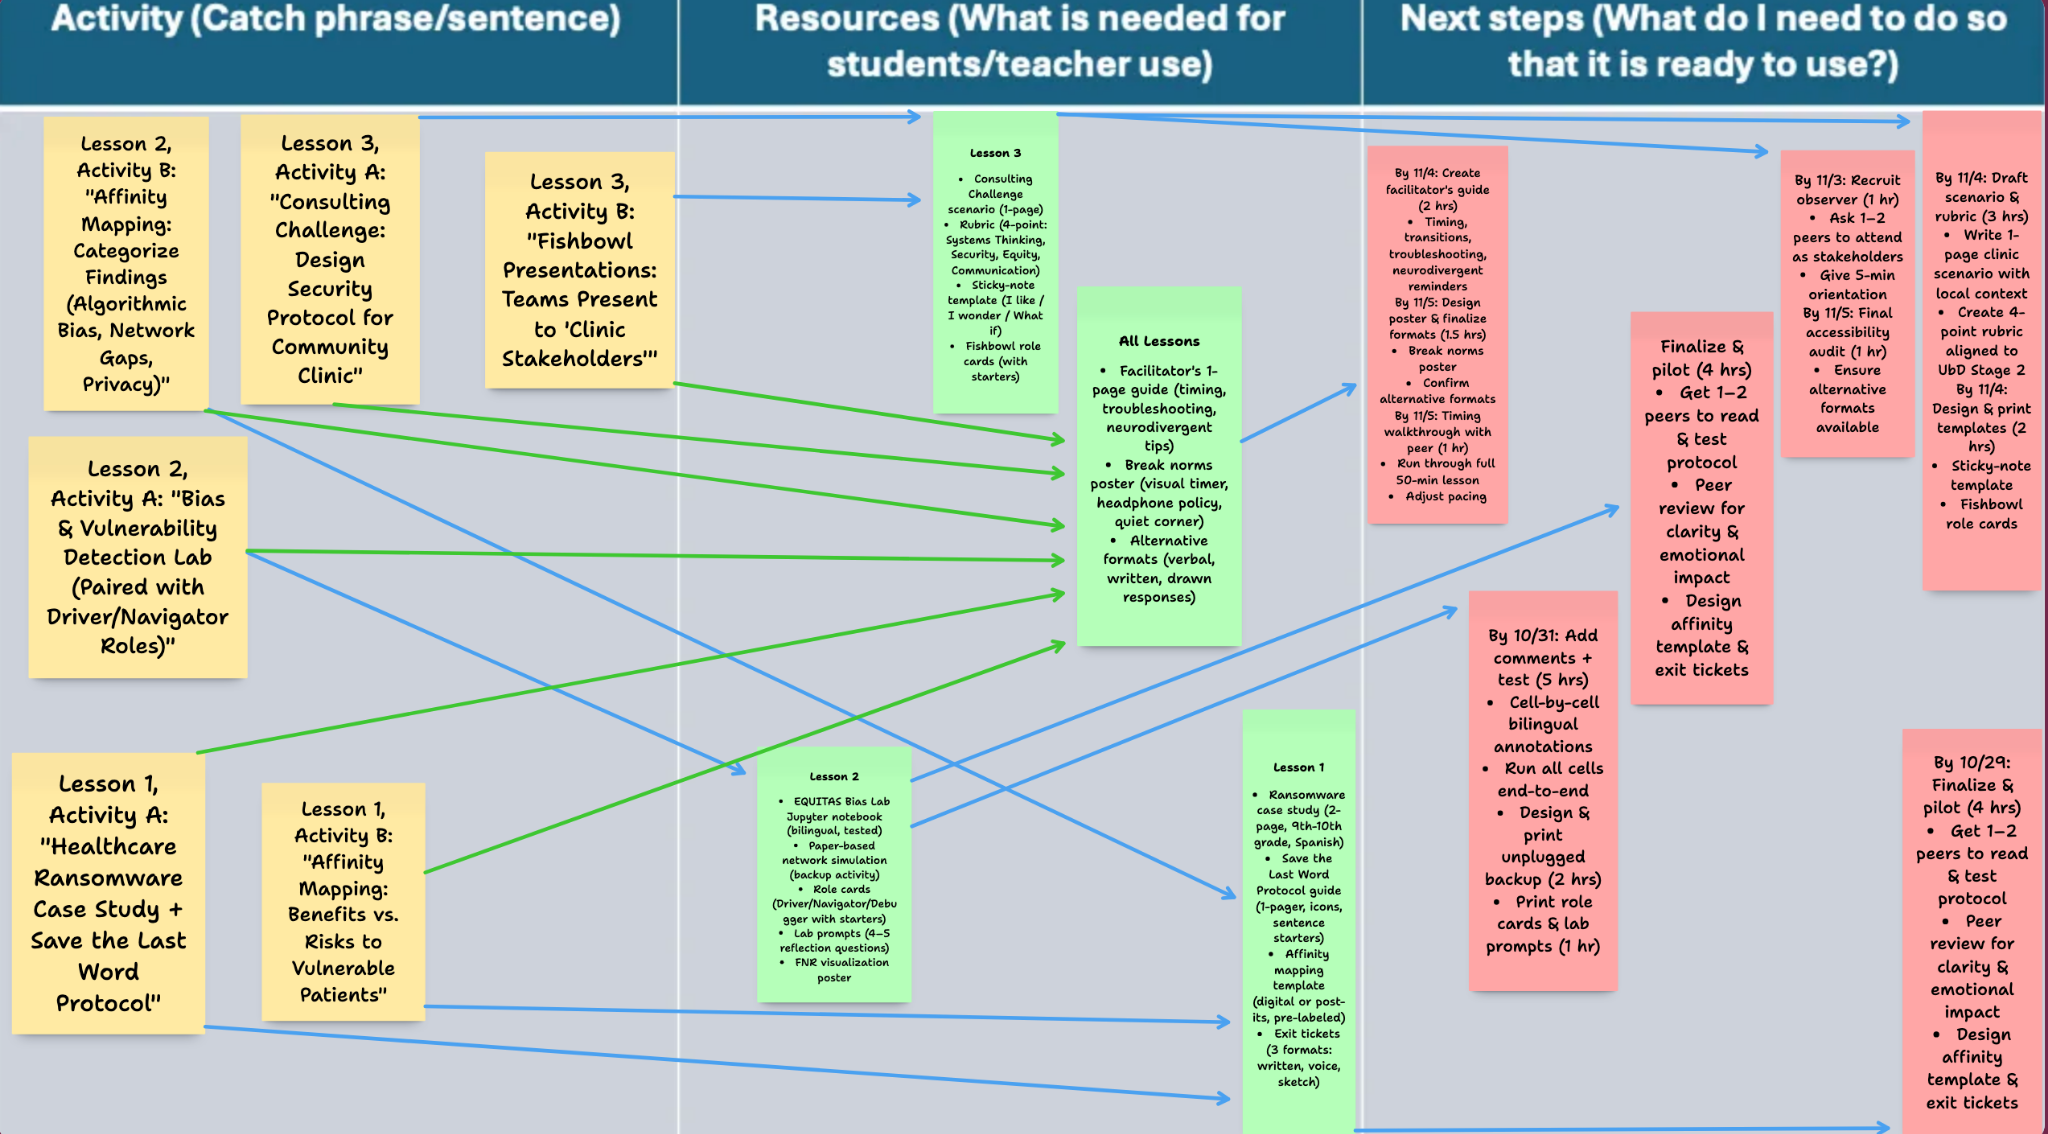 Activity (Catch phrase/sentence)
Resources (What is needed for
students/teacher use)
Next steps (What do I need to do so
that it is ready to use?)
Lesson 2,
Activity B:
"Affinity
Mapping:
Categorize
Findings
(Algorithmic
Bias, Network
Gaps,
Privacy)"
Lesson 3,
Activity A:
"Consulting
Challenge:
Design
Security
Protocol for
Community
Clinic"
Lesson 3,
Activity B:
"Fishbowl
Presentations:
Teams Present
to 'Clinic
Stakeholders'"
Lesson 2,
Activity A: "Bias
& Vulnerability
Detection Lab
(Paired with
Driver/Navigator
Roles)"
Lesson 1,
Activity A:
"Healthcare
Ransomware
Case Study +
Save the Last
Word
Protocol"
Lesson 1,
Activity B:
"Affinity
Mapping:
Benefits vs.
Risks to
Vulnerable
Patients"
Lesson 3
• Consulting
Challenge
scenario (1-page)
• Rubric (4-point:
Systems Thinking,
Security, Equity,
Communication)
• Sticky-note
template (I like /
I wonder / What
if)
• Fishbowl role
cards (with
starters)
All Lessons
• Facilitator's 1-
page guide (timing,
troubleshooting,
neurodivergent
tips)
• Break norms
poster (visual timer,
headphone policy,
quiet corner)
• Alternative
formats (verbal,
written, drawn
responses)
Lesson 2
• EQUITAS Bias Lab
Jupyter notebook
(bilingual, tested)
• Paper-based
network simulation
(backup activity)
• Role cards
(Driver/Navigator/Debu
gger with starters)
• Lab prompts (4–5
reflection questions)
• FNR visualization
poster
Lesson 1
• Ransomware
case study (2-
page, 9th-10th
grade, Spanish)
• Save the
Last Word
Protocol guide
(1-pager, icons,
sentence
starters)
• Affinity
mapping
template
(digital or post-
its, pre-labeled)
• Exit tickets
(3 formats:
written, voice,
sketch)
By 11/4: Create
facilitator's guide
(2 hrs)
• Timing,
transitions,
troubleshooting,
neurodivergent
reminders
By 11/5: Design
poster & finalize
formats (1.5 hrs)
• Break norms
poster
• Confirm
alternative formats
By 11/5: Timing
walkthrough with
peer (1 hr)
• Run through full
50-min lesson
• Adjust pacing
By 11/3: Recruit
observer (1 hr)
• Ask 1–2
peers to attend
as stakeholders
• Give 5-min
orientation
By 11/5: Final
accessibility
audit (1 hr)
• Ensure
alternative
formats
available
By 11/4: Draft
scenario &
rubric (3 hrs)
• Write 1-
page clinic
scenario with
local context
• Create 4-
point rubric
aligned to
UbD Stage 2
By 11/4:
Design & print
templates (2
hrs)
• Sticky-note
template
• Fishbowl
role cards
Finalize &
pilot (4 hrs)
• Get 1–2
peers to read
& test
protocol
• Peer
review for
clarity &
emotional
impact
• Design
affinity
template &
exit tickets
By 10/31: Add
comments +
test (5 hrs)
• Cell-by-cell
bilingual
annotations
• Run all cells
end-to-end
• Design &
print
unplugged
backup (2 hrs)
• Print role
cards & lab
prompts (1 hr)
By 10/29:
Finalize &
pilot (4 hrs)
• Get 1–2
peers to read
& test
protocol
• Peer
review for
clarity &
emotional
impact
• Design
affinity
template &
exit tickets